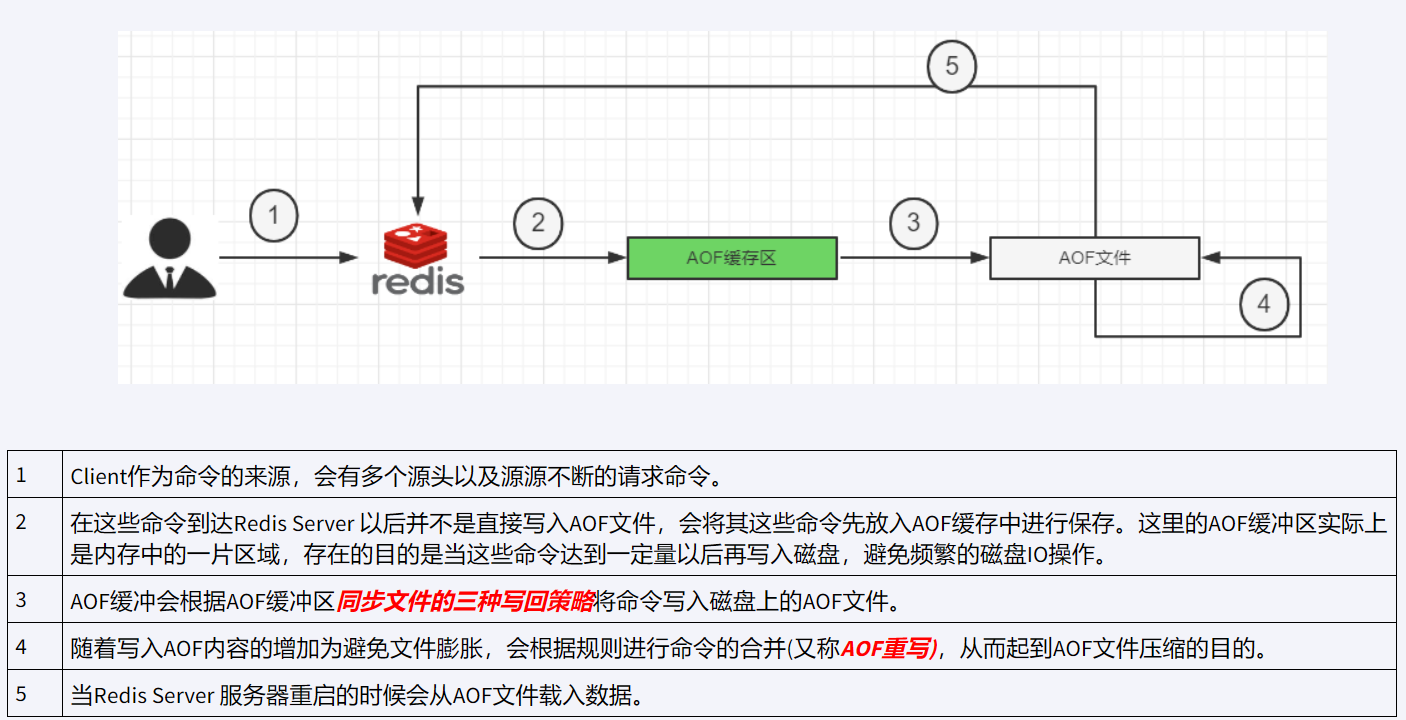 5
1
2
3
redis
AOF缓存区
AOF文件
4
1 Client作为命令的来源，会有多个源头以及源源不断的请求命令。
2 在这些命令到达Redis Server 以后并不是直接写入AOF文件，会将其这些命令先放入AOF缓存中进行保存。这里的AOF缓冲区实际上
是内存中的一片区域，存在的目的是当这些命令达到一定量以后再写入磁盘，避免频繁的磁盘IO操作。
3 AOF缓冲会根据AOF缓冲区同步文件的三种写回策略将命令写入磁盘上的AOF文件。
4 随着写入AOF内容的增加为避免文件膨胀，会根据规则进行命令的合并(又称AOF重写)，从而起到AOF文件压缩的目的。
5 当Redis Server 服务器重启的时候会从AOF文件载入数据。